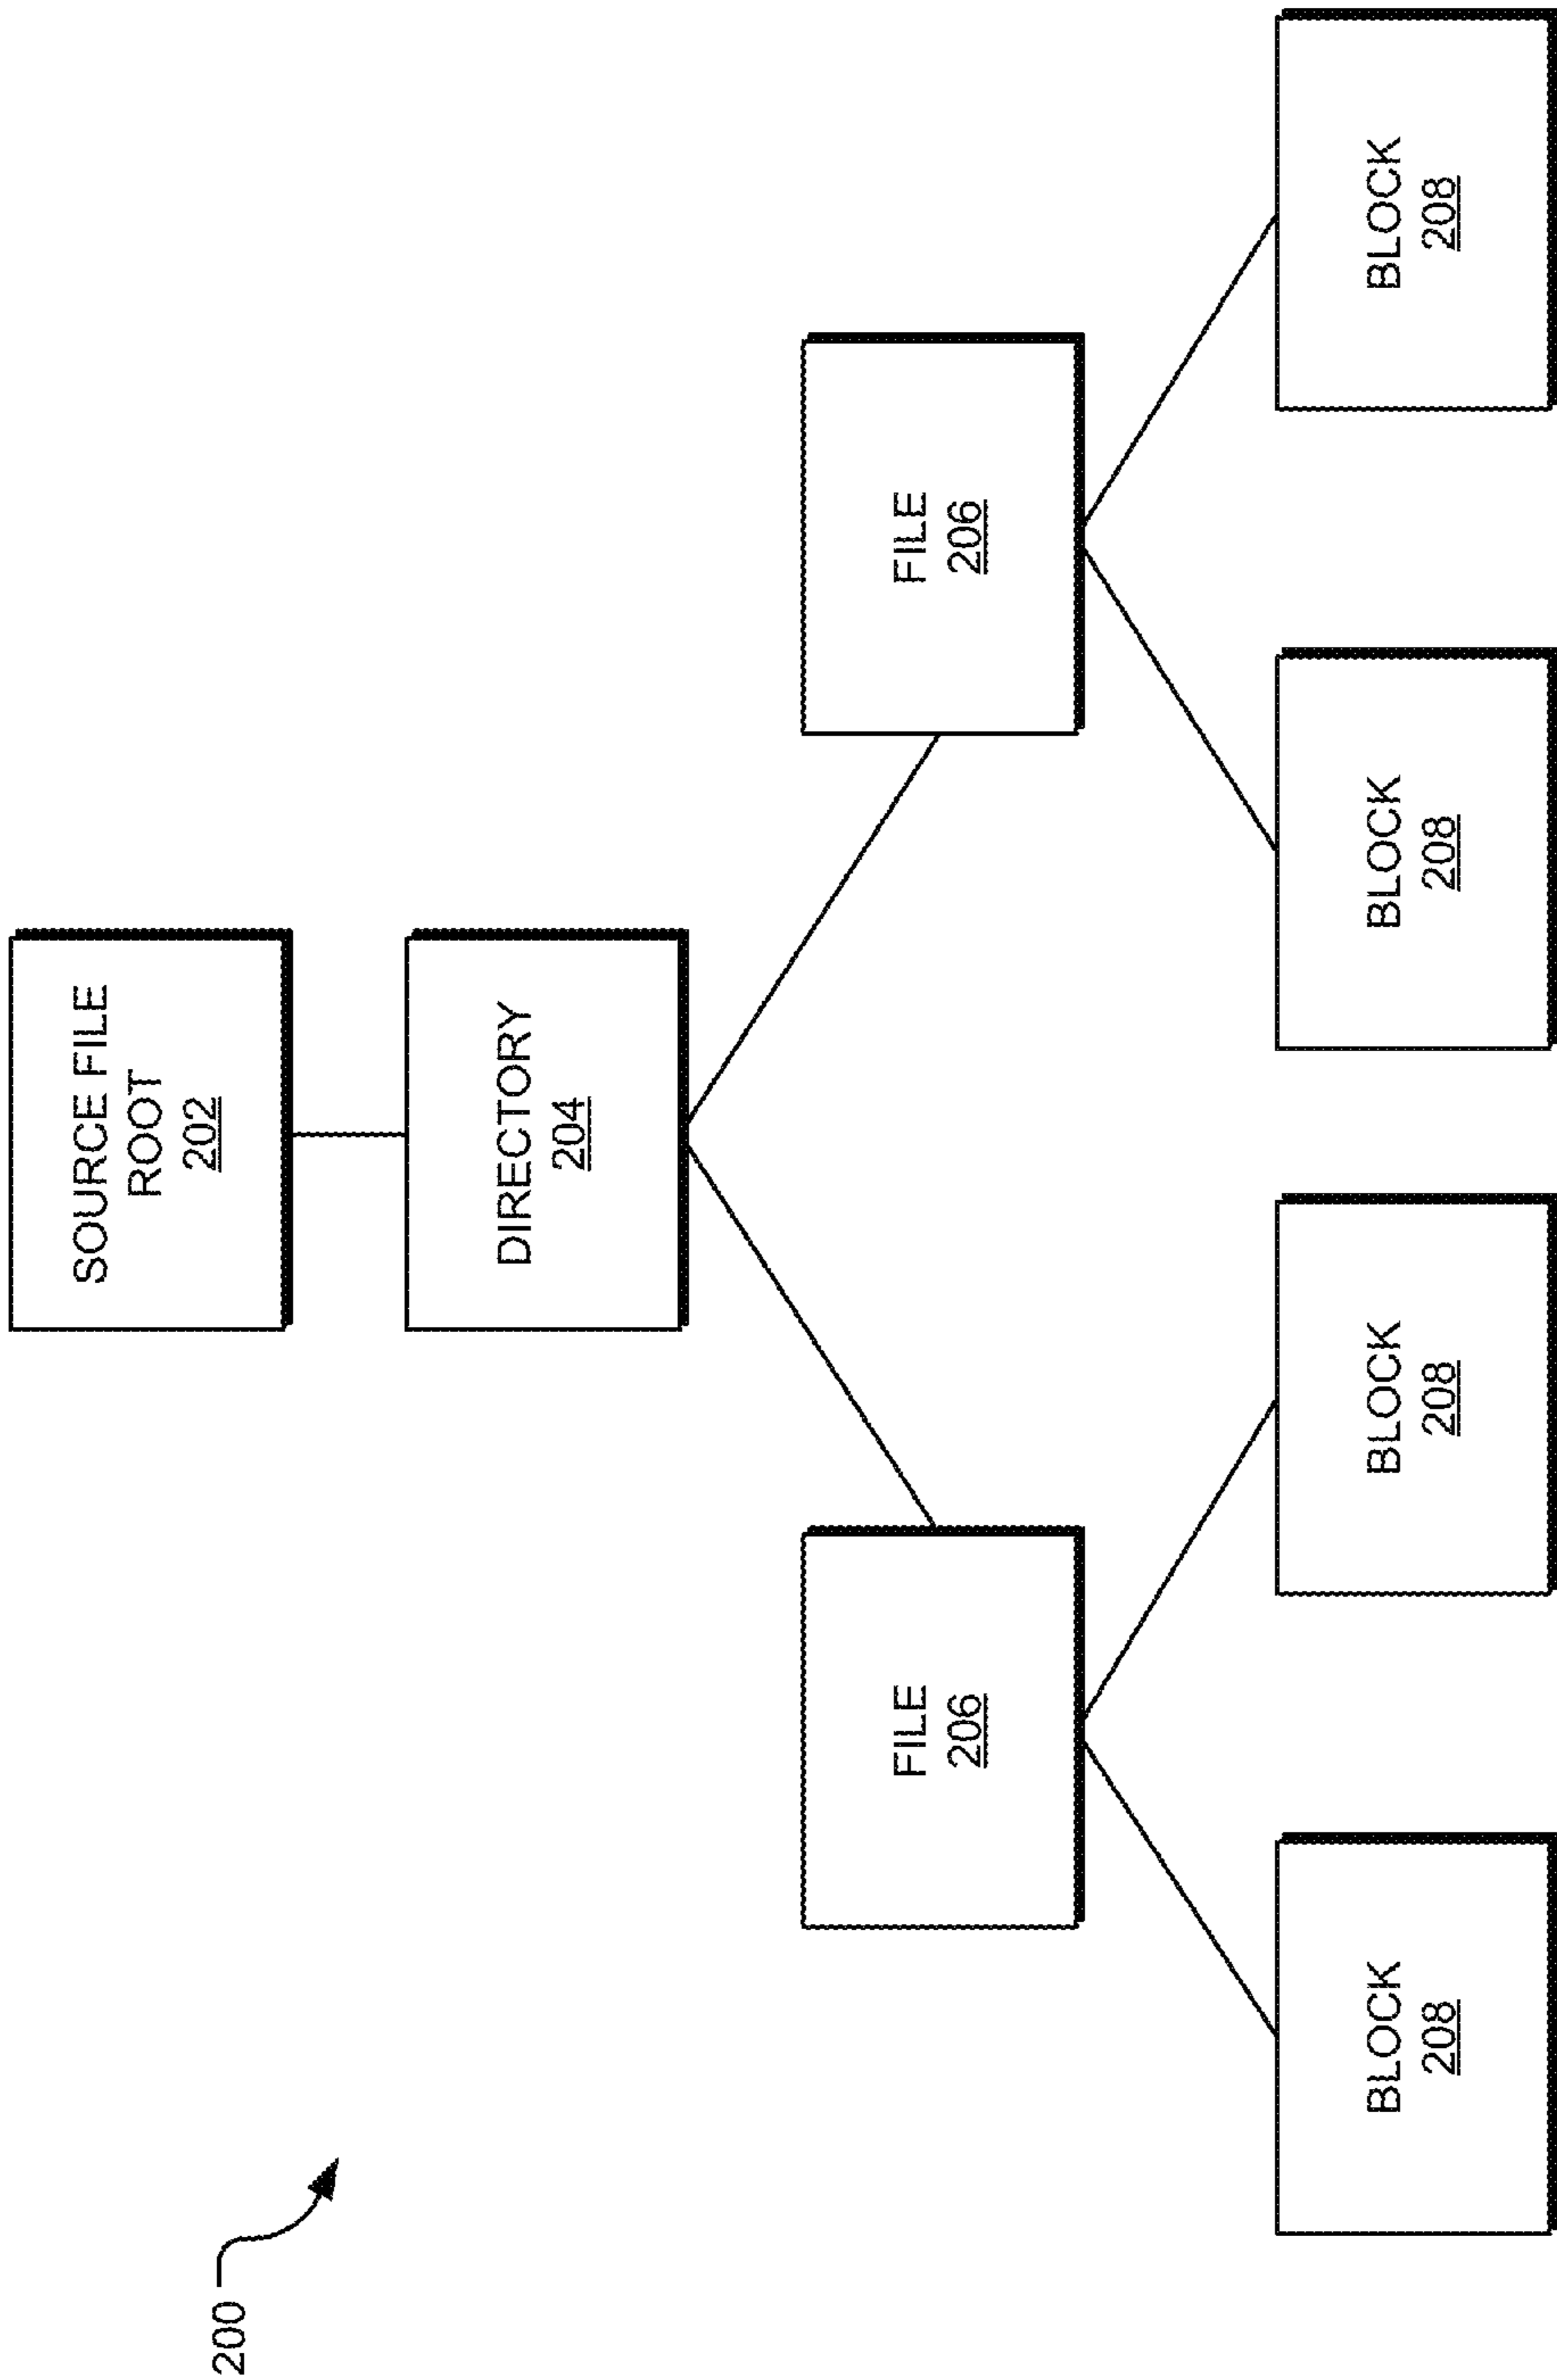 200
SOURCE FILE
ROOT
202
DIRECTORY
204
FILE
206
FILE
206
BLOCK
208
BLOCK
208
BLOCK
208
BLOCK
208